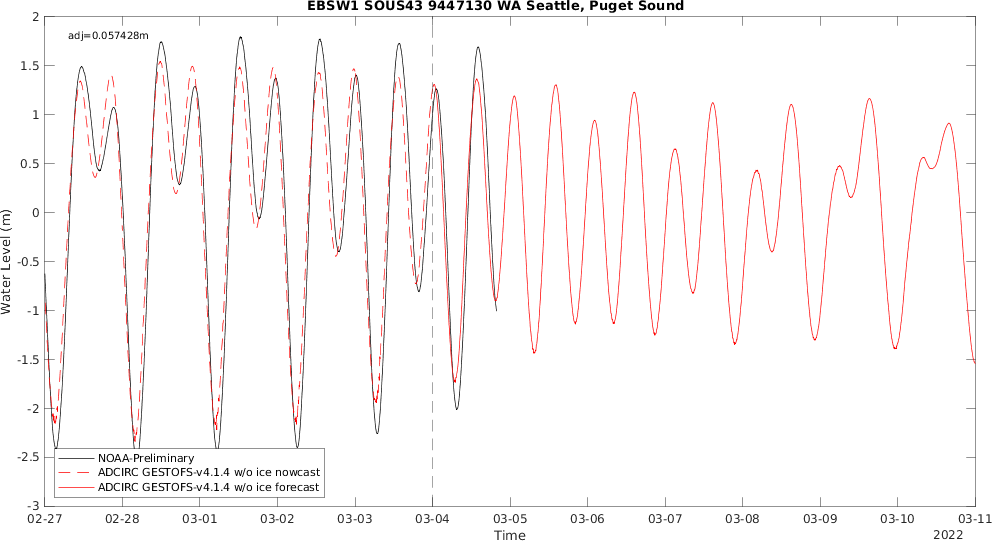 EBSW1 SOUS43 9447130 WA Seattle, Puget Sound
adj=0.057428m
Water Level (m)
2
1.5
1
0.5
0
-0.5
-1
-1.5
-2
-2.5
-3
NOAA-Preliminary
ADCIRC GESTOFS-v4.1.4 w/o ice nowcast
ADCIRC GESTOFS-v4.1.4 w/o ice forecast
02-27 02-28 03-01 03-02 03-03 03-04 03-05 03-06 03-07 03-08 03-09 03-10 03-11
Time
2022